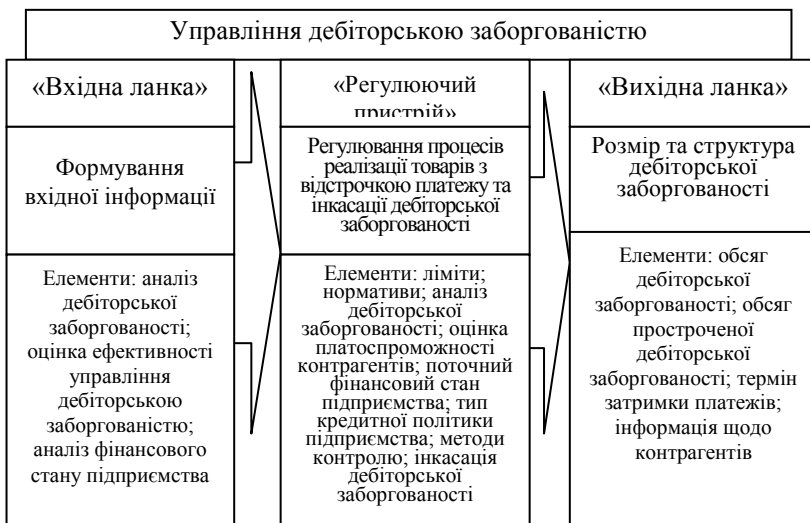 Управління дебіторською заборгованістю
«Вхідна ланка»
Формування
вхідної інформації
Елементи: аналіз
дебіторської
заборгованості;
оцінка ефективності
управління
дебіторською
заборгованістю;
аналіз фінансового
стану підприємства
«Регулюючий
пристрій»
Регулювання процесів
реалізації товарів з
відстрочкою платежу та
інкасації дебіторської
заборгованості
Елементи: ліміти;
нормативи; аналіз
дебіторської
заборгованості; оцінка
платоспроможності
контрагентів; поточний
фінансовий стан
підприємства; тип
кредитної політики
підприємства; методи
контролю; інкасація
дебіторської
заборгованості
«Вихідна ланка»
Розмір та структура
дебіторської
заборгованості
Елементи: обсяг
дебіторської
заборгованості; обсяг
простроченої
дебіторської
заборгованості; термін
затримки платежів;
інформація щодо
контрагентів